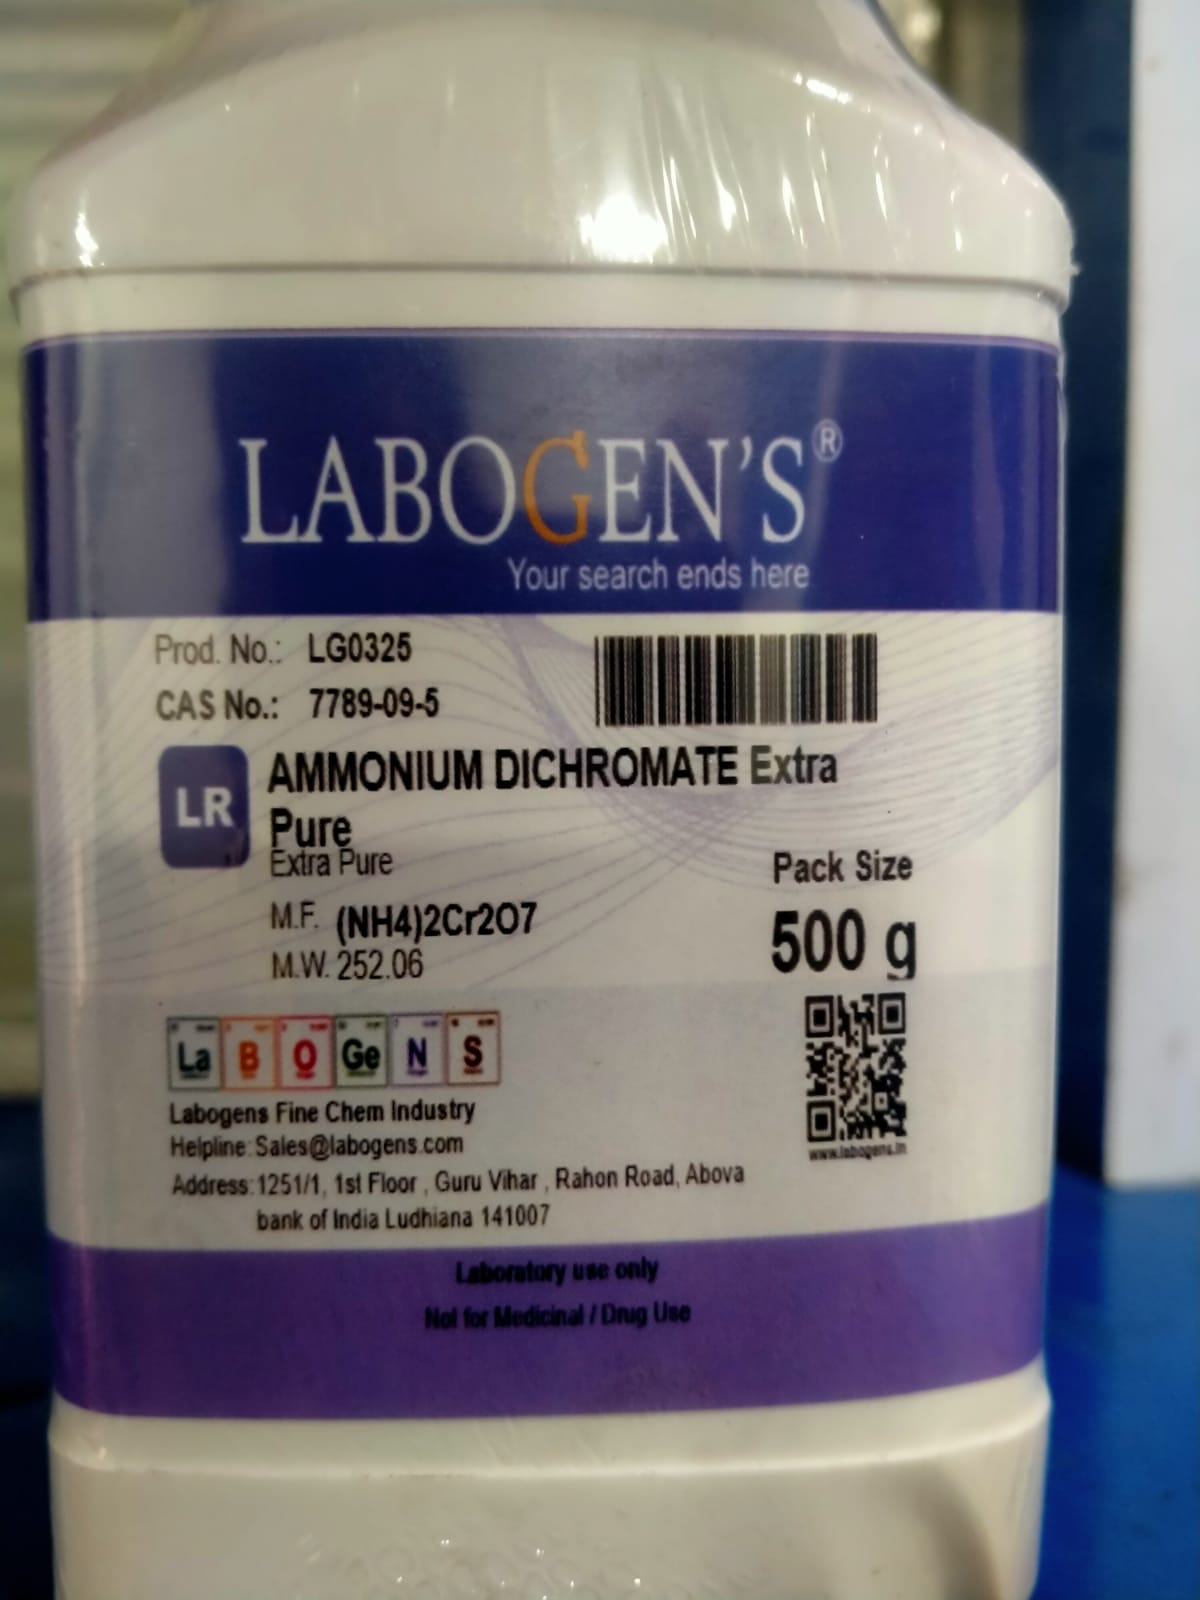 LABOGEN'S®
Your search ends here
Prod. No.: LG0325
CAS No.: 7789-09-5
LR
AMMONIUM DICHROMATE Extra
Pure
Extra Pure
M.F. (NH4)2Cr2O7
M.W. 252.06
Pack Size
500 g
La B O Ge N S
www.labogens.in
Labogens Fine Chem Industry
Helpline: Sales@labogens.com
Address: 1251/1, 1st Floor , Guru Vihar , Rahon Road, Abova
bank of India Ludhiana 141007
Laboratory use only
Not for Medicinal / Drug Use